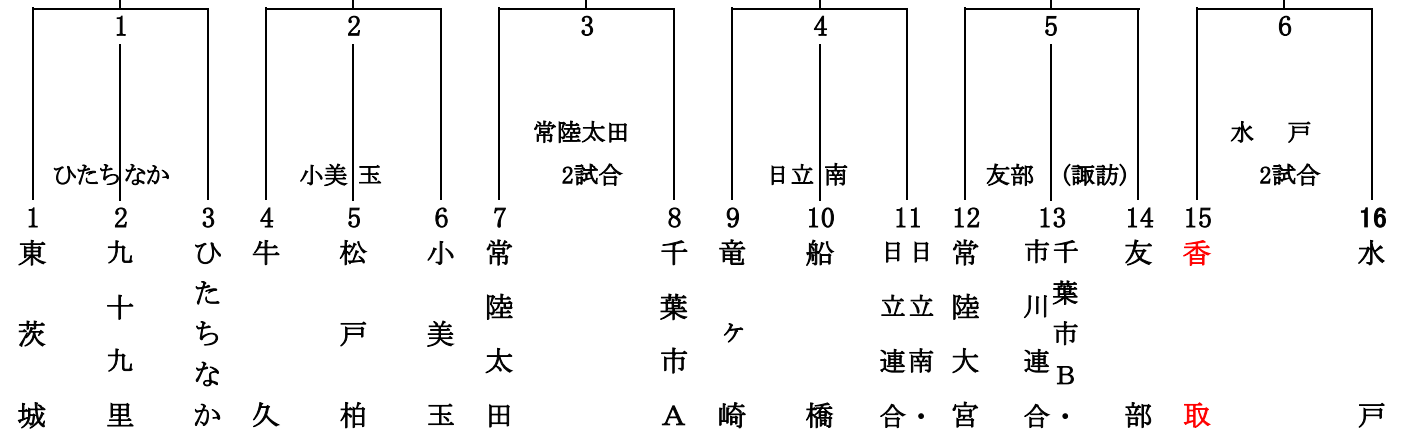 1 2 3 4 5 6
常陸太田 水 戸
ひたちなか 小美玉 2試合 日立南 友部 (諏訪) 2試合
1 2 3 4 5 6 7 8 9 10 11 12 13 14 15 16
東茨城
九十九里
ひたちなか
牛久
松戸柏
小美玉
常陸太田
千葉市A
竜ヶ崎
船橋
日立南・
日立連合
常陸大宮
千葉市B・
市川連合
友部
香取
水戸